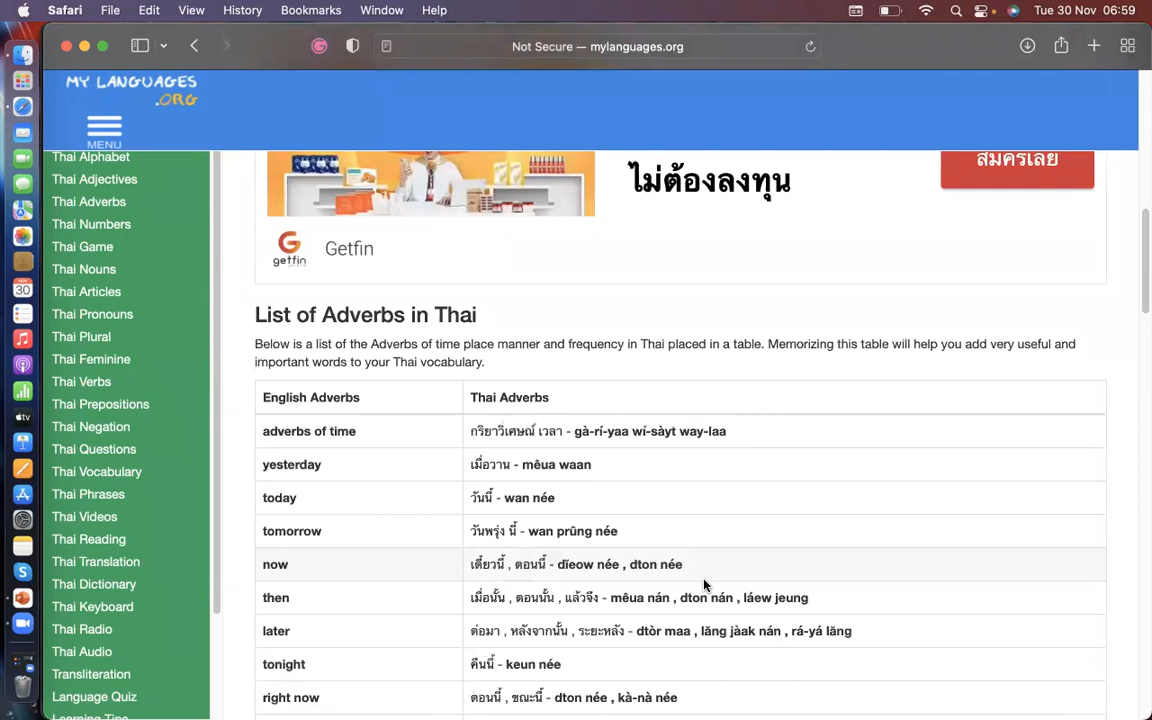 Safari File Edit View History Bookmarks Window Help Tue 30 Nov 06:59
Not Secure — mylanguages.org
MY LANGUAGES
.ORG
MENU
Thai Alphabet
Thai Adjectives
Thai Adverbs
Thai Numbers
Thai Game
Thai Nouns
Thai Articles
Thai Pronouns
Thai Plural
Thai Feminine
Thai Verbs
Thai Prepositions
Thai Negation
Thai Questions
Thai Vocabulary
Thai Phrases
Thai Videos
Thai Reading
Thai Translation
Thai Dictionary
Thai Keyboard
Thai Radio
Thai Audio
Transliteration
Language Quiz
Learning Tips
ไม่ต้องลงทุน
สมัครเลย
getfin
Getfin
List of Adverbs in Thai
Below is a list of the Adverbs of time place manner and frequency in Thai placed in a table. Memorizing this table will help you add very useful and
important words to your Thai vocabulary.
English Adverbs Thai Adverbs
adverbs of time กริยาวิเศษณ์ เวลา - gà-rí-yaa wí-sàyt way-laa
yesterday เมื่อวาน - mêua waan
today วันนี้ - wan née
tomorrow วันพรุ่ง นี้ - wan prûng née
now เดี๋ยวนี้ , ตอนนี้ - dĭeow née , dton née
then เมื่อนั้น , ตอนนั้น , แล้วจึง - mêua nán , dton nán , láew jeung
later ต่อมา , หลังจากนั้น , ระยะหลัง - dtòr maa , lăng jàak nán , rá-yá lăng
tonight คืนนี้ - keun née
right now ตอนนี้ , ขณะนี้ - dton née , kà-nà née
30
tv